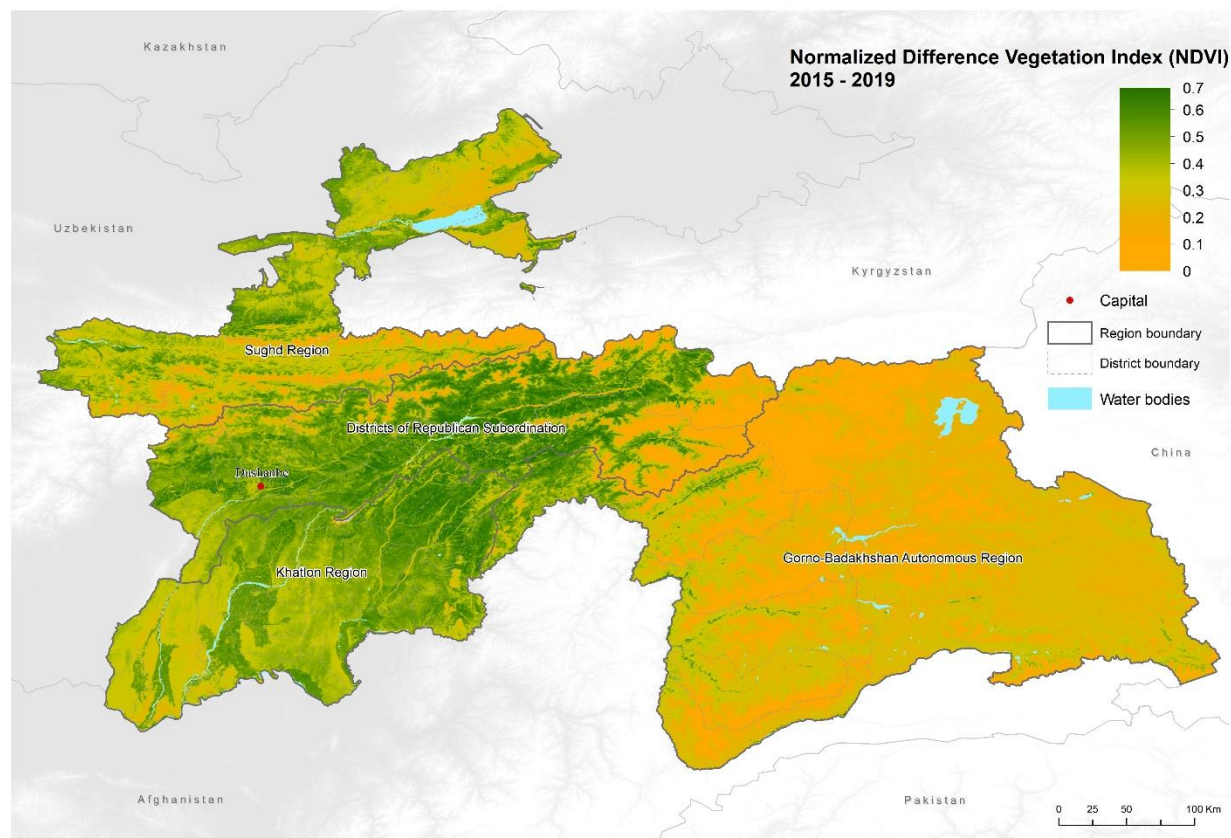 Kazakhstan
Normalized Difference Vegetation Index (NDVI)
2015 - 2019
0.7
0.6
0.5
0.4
0.3
0.2
0.1
0
Uzbekistan
Kyrgyzstan
Capital
Region boundary
District boundary
Water bodies
Sughd Region
Districts of Republican Subordination
China
Dushanbe
Gorno-Badakhshan Autonomous Region
Khatlon Region
Afghanistan
Pakistan
0 25 50 100 Km